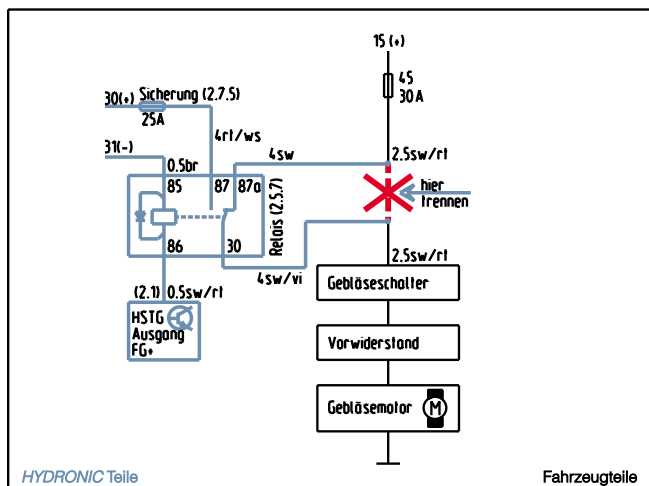 15 (+)
45
30 A
30(+)
Sicherung (2.7.5)
25A
4rt/ws
31(-)
0.5br
4sw
2.5sw/rt
85
87
87a
hier
trennen
Relais (2.5.7)
86
30
4sw/vi
2.5sw/rt
(2.1)
0.5sw/rt
Gebläseschalter
HSTG
Ausgang
FG+
Vorwiderstand
Gebläsemotor
M
HYDRONIC Teile
Fahrzeugteile